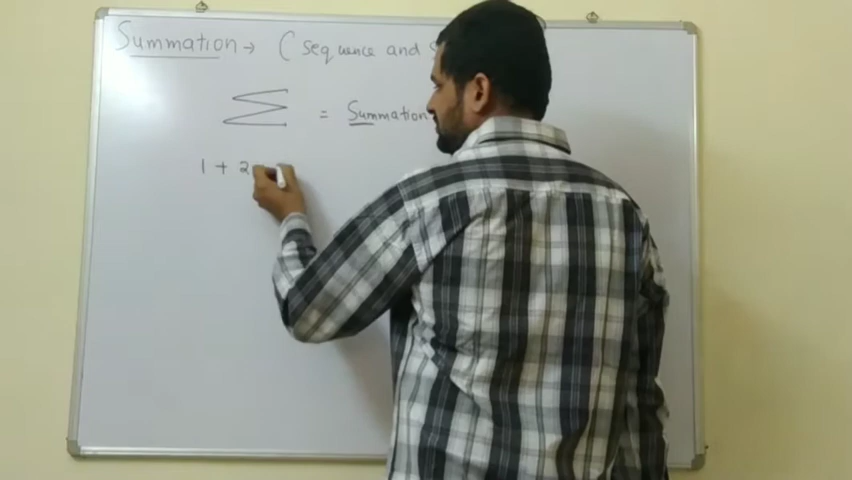 Summation → ( sequence and
Σ = Summation
1 + 2